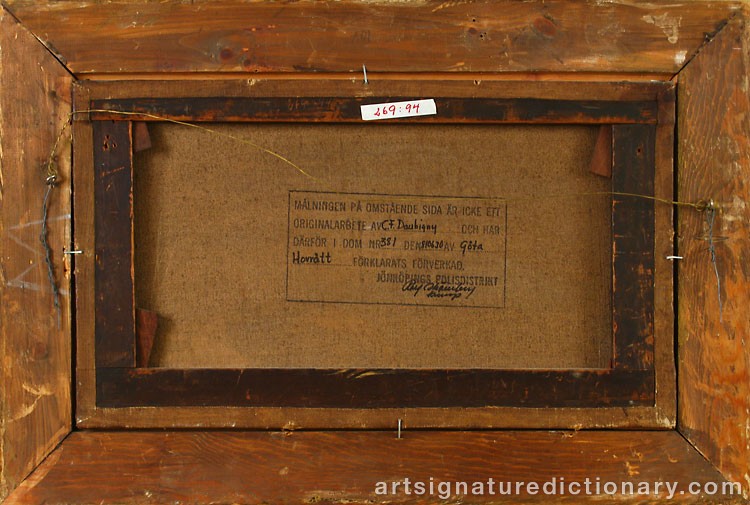 269:94
MÅLNINGEN PÅ OMSTÅENDE SIDA ÄR ICKE ETT
ORIGINALARBETE AV C F Daubigny OCH HAR
DÄRFÖR I DOM NR 381 DEN 880620 AV Göta
Hovrätt FÖRKLARATS FÖRVERKAD.
JÖNKÖPINGS POLISDISTRIKT
artsignaturedictionary.com